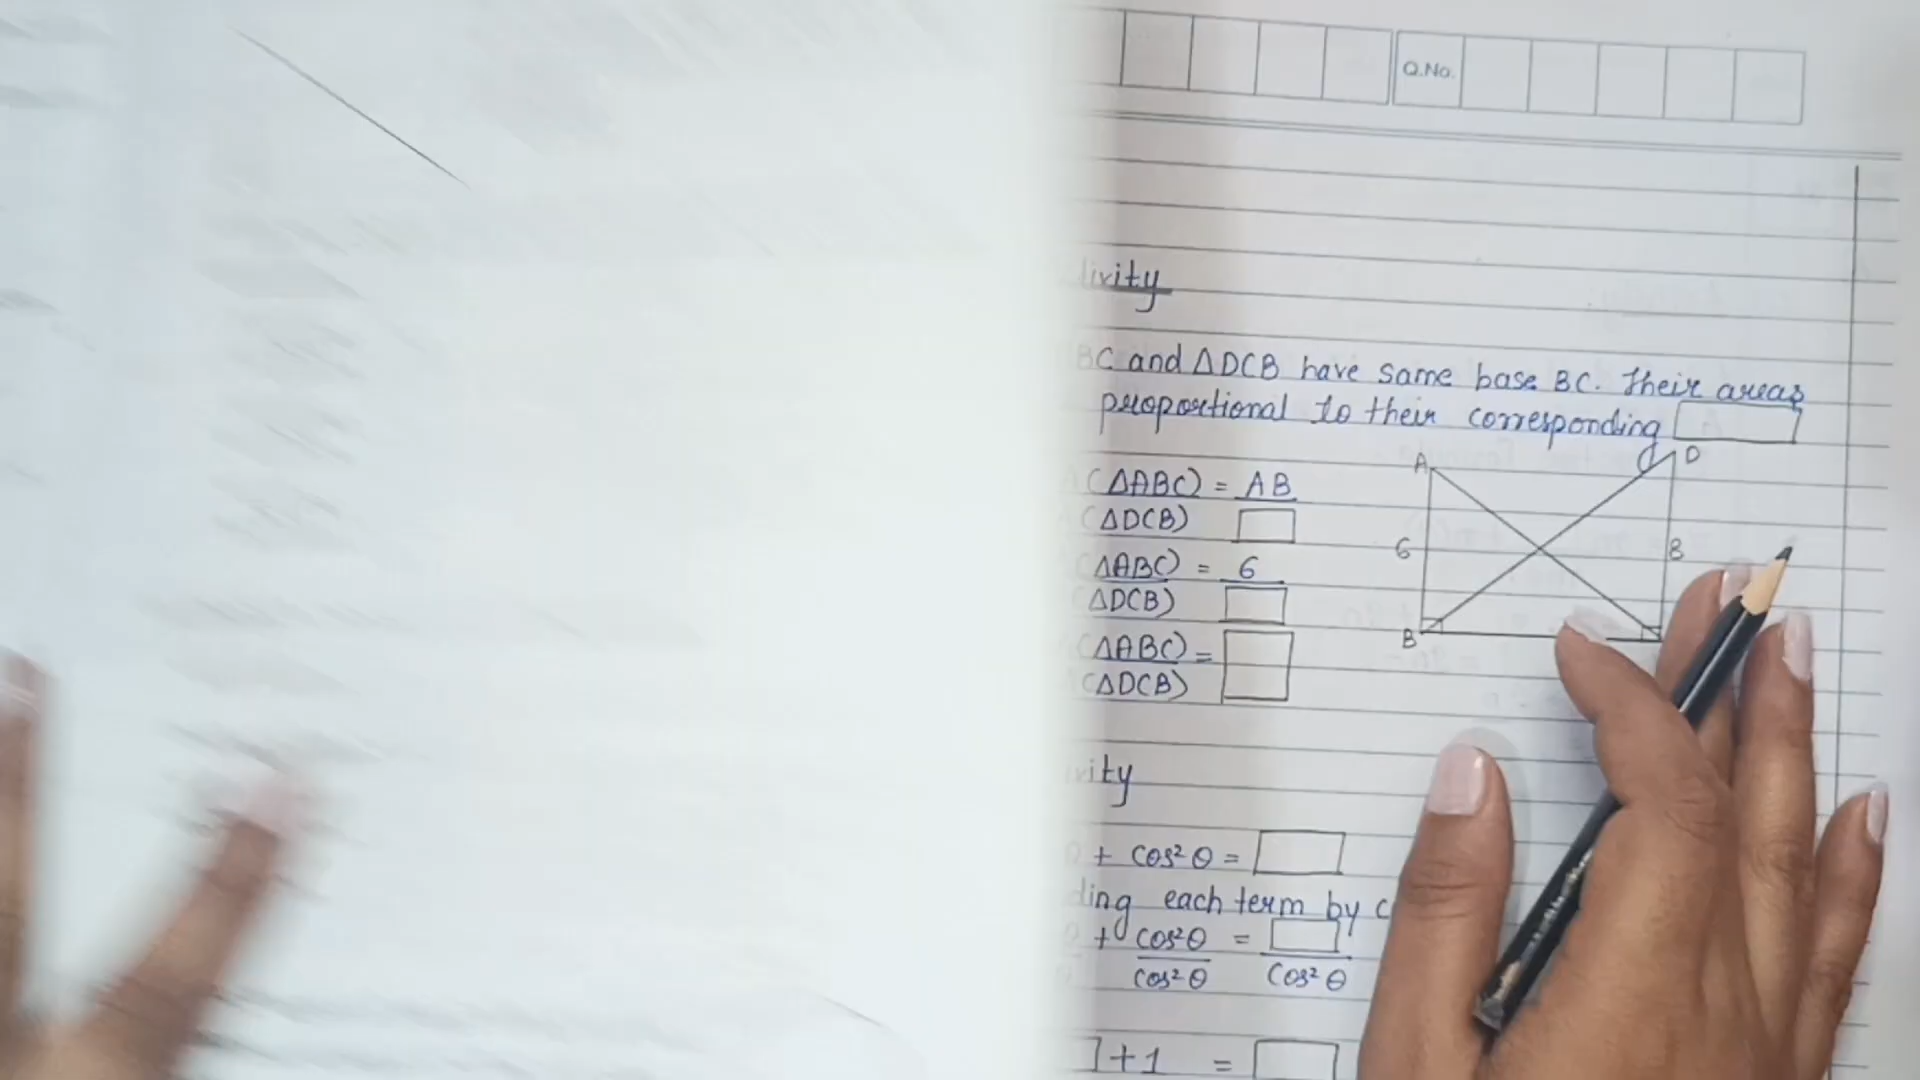 Q.No.
ivity
BC and ΔDCB have same base BC. Their areas
proportional to their corresponding
A D
(ΔABC) = AB
(ΔDCB)
6 8
(ΔABC) = 6
(ΔDCB)
B
(ΔABC) =
(ΔDCB)
ity
+ cos²θ =
ding each term by c
+ cos²θ =
cos²θ cos²θ
+1 =